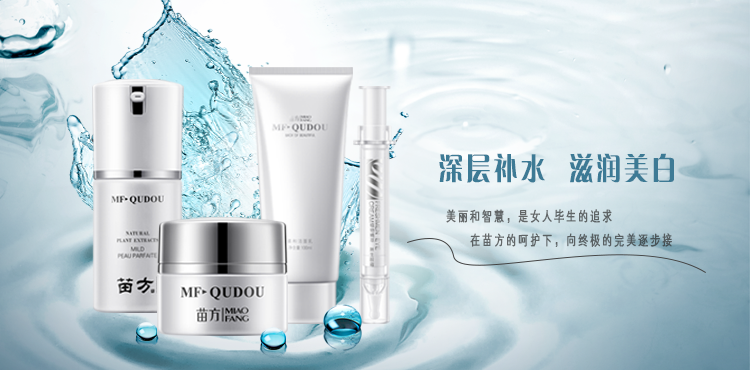 MF▸QUDOU
NATURAL
PLANT EXTRACTS
MILD
PEAU PARFAITE
苗方
MF▸QUDOU
苗方 MIAO FANG
MF▸QUDOU
深层补水 滋润美白
美丽和智慧，是女人毕生的追求
在苗方的呵护下，向终极的完美逐步接